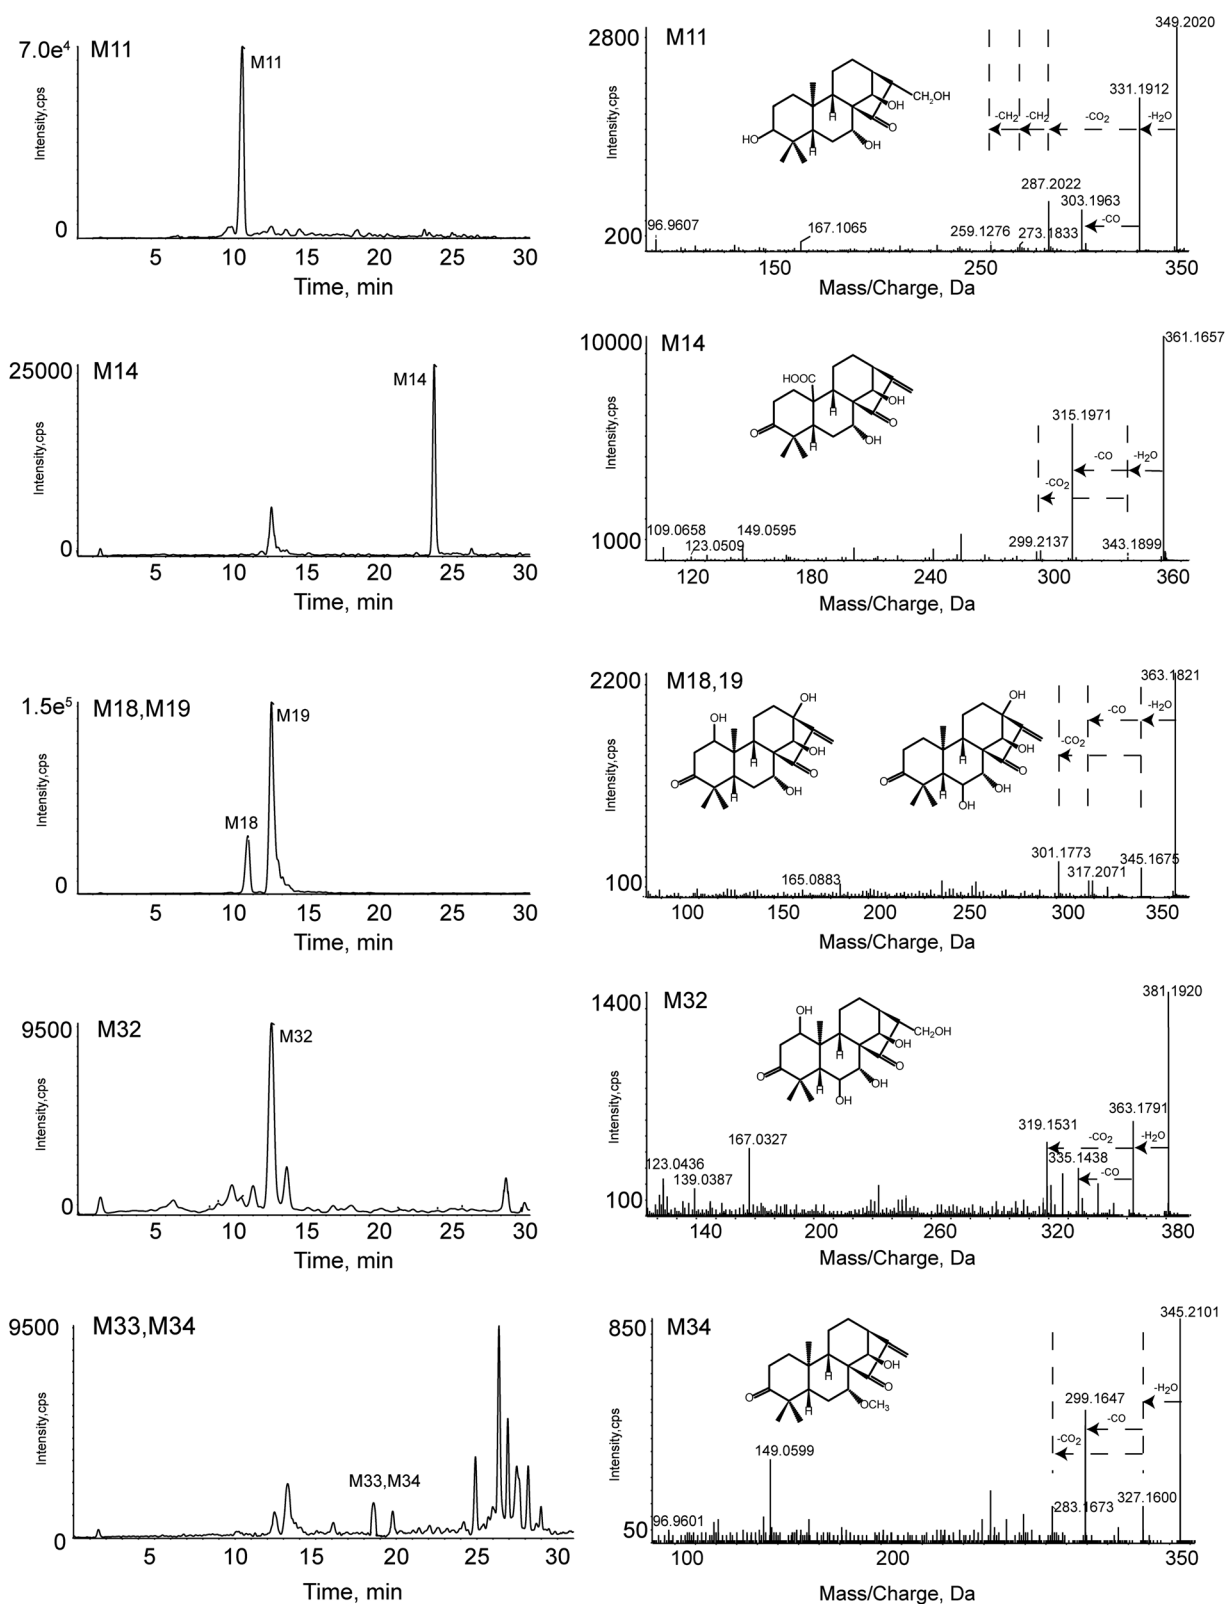 M11
7.0e4
M11
Intensity,cps
0
5 10 15 20 25 30
Time, min
M11
2800
349.2020
331.1912
CH2OH
OH
O
H
HO
H
OH
-CH2 -CH2 -CO2 -H2O
Intensity,cps
287.2022
303.1963
-CO
96.9607
167.1065
259.1276
273.1833
200
150 250 350
Mass/Charge, Da
M14
25000
M14
Intensity,cps
0
5 10 15 20 25 30
Time, min
M14
10000
361.1657
HOOC
OH
H
O
O
H
OH
315.1971
-CO -H2O
-CO2
Intensity,cps
109.0658
149.0595
123.0509
299.2137
343.1899
1000
120 180 240 300 360
Mass/Charge, Da
M18,M19
1.5e5
M19
M18
Intensity,cps
0
5 10 15 20 25 30
Time, min
M18,19
2200
363.1821
OH
OH
OH
H
O
O
H
OH
OH
OH
H
O
O
H
OH
OH
-CO -H2O
-CO2
Intensity,cps
301.1773
345.1675
317.2071
165.0883
100
100 150 200 250 300 350
Mass/Charge, Da
M32
9500
M32
Intensity,cps
0
5 10 15 20 25 30
Time, min
M32
1400
381.1920
OH
CH2OH
OH
H
O
O
H
OH
OH
363.1791
319.1531
-CO2 -H2O
335.1438
-CO
Intensity,cps
167.0327
123.0436
139.0387
100
140 200 260 320 380
Mass/Charge, Da
M33,M34
9500
M33,M34
Intensity,cps
0
5 10 15 20 25 30
Time, min
M34
850
345.2101
OH
H
O
O
H
OCH3
-H2O
299.1647
-CO
-CO2
Intensity,cps
149.0599
327.1600
283.1673
96.9601
50
100 200 350
Mass/Charge, Da